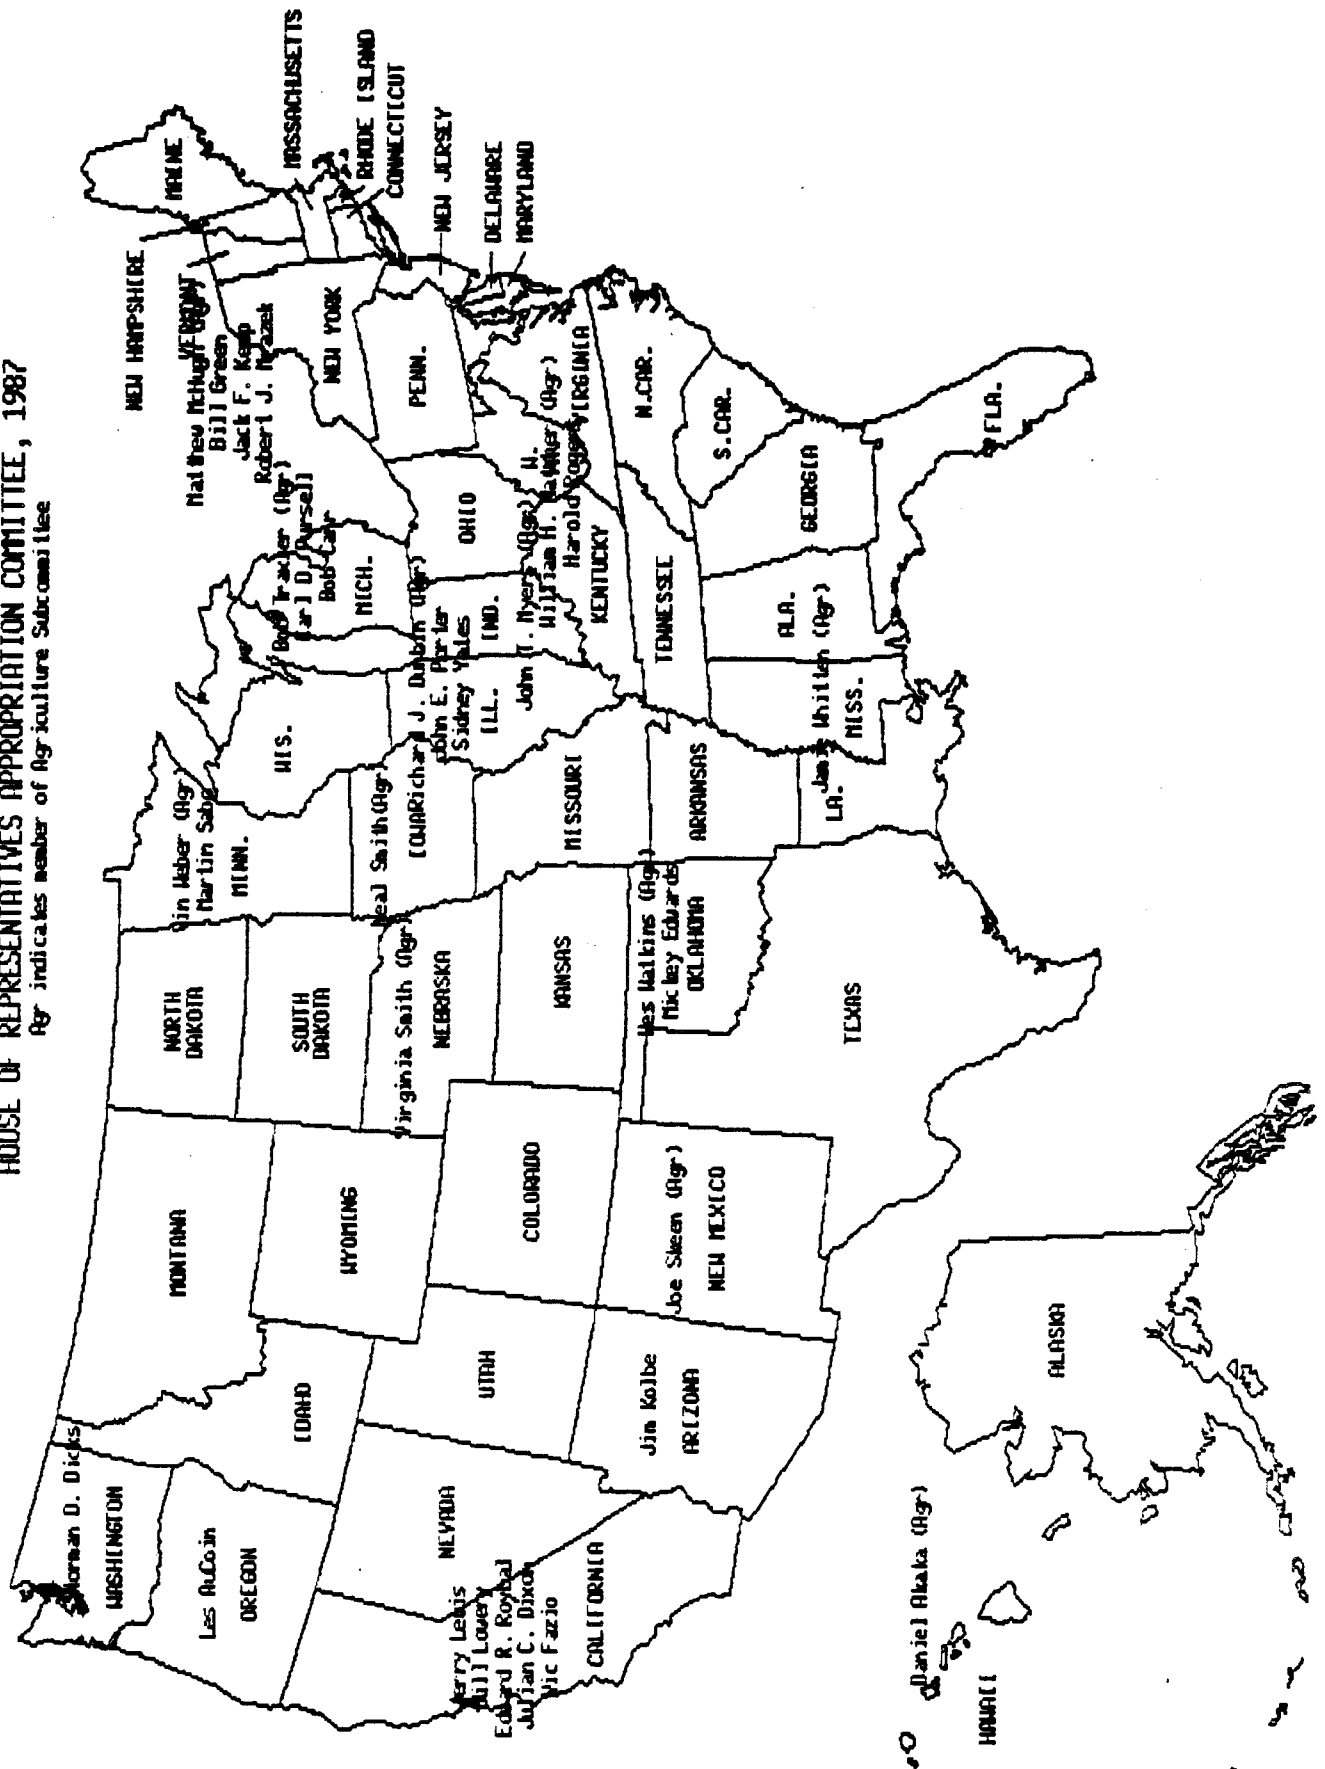 HOUSE OF REPRESENTATIVES APPROPRIATION COMMITTEE, 1987
Agr indicates member of Agriculture Subcommittee
Norman D. Dicks
WASHINGTON
Les AuCoin
OREGON
IDAHO
MONTANA
WYOMING
NORTH
DAKOTA
SOUTH
DAKOTA
Vin Weber (Agr)
Martin Sabo
MINN.
WIS.
Bob Traxler (Agr)
Carl D. Pursell
Bob Carr
MICH.
NEW HAMPSHIRE
VERMONT
Matthew McHugh (Agr)
Bill Green
Jack F. Kemp
Robert J. Mrazek
NEW YORK
MAINE
MASSACHUSETTS
RHODE ISLAND
CONNECTICUT
NEW JERSEY
DELAWARE
MARYLAND
PENN.
OHIO
Neal Smith(Agr)
IOWA
Richard J. Durbin (Agr)
John E. Porter
Sidney Yates
ILL.
IND.
John T. Myers (Agr)
W.
William H. Natcher (Agr)
Harold Rogers
VIRGINIA
KENTUCKY
N.CAR.
S.CAR.
TENNESSEE
GEORGIA
FLA.
ALA.
Jamie Whitten (Agr)
MISS.
LA.
ARKANSAS
MISSOURI
Virginia Smith (Agr)
NEBRASKA
KANSAS
Wes Watkins (Agr)
Mickey Edwards
OKLAHOMA
TEXAS
COLORADO
Joe Skeen (Agr)
NEW MEXICO
UTAH
Jim Kolbe
ARIZONA
NEVADA
Jerry Lewis
Bill Lowery
Edward R. Roybal
Julian C. Dixon
Vic Fazio
CALIFORNIA
Daniel Akaka (Agr)
HAWAII
ALASKA